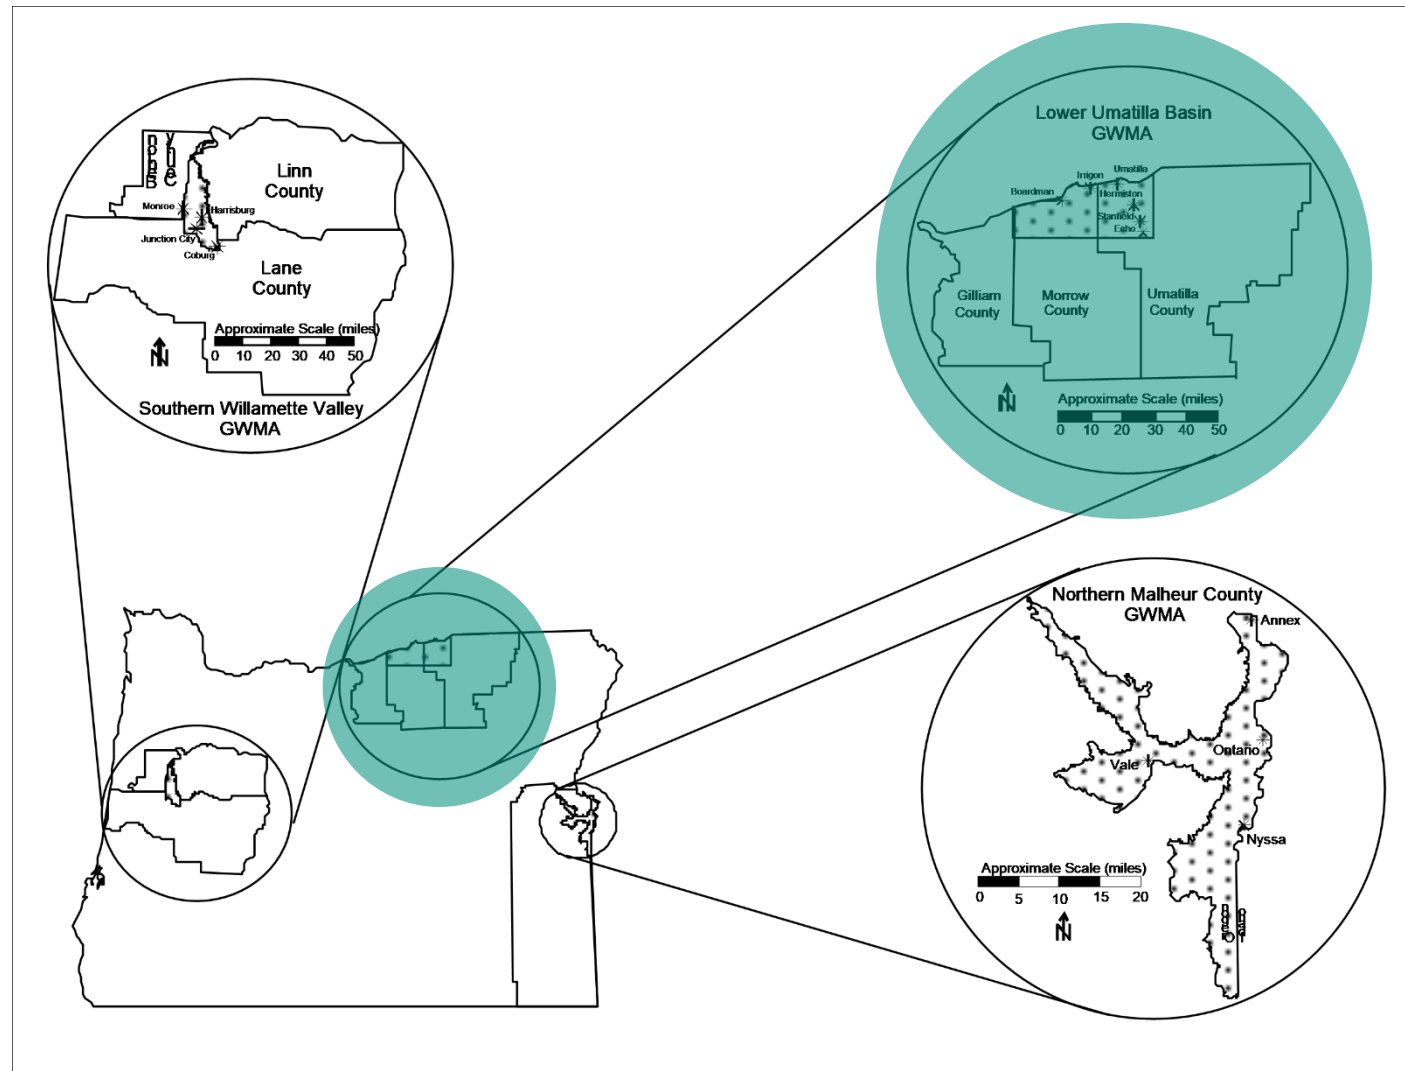 Benton
County
Linn
County
Monroe
Harrisburg
Junction City
Coburg
Lane
County
Approximate Scale (miles)
0 10 20 30 40 50
N
Southern Willamette Valley
GWMA
Lower Umatilla Basin
GWMA
Umatilla
Irrigon
Boardman
Hermiston
Stanfield
Echo
Gilliam
County
Morrow
County
Umatilla
County
N
Approximate Scale (miles)
0 10 20 30 40 50
Northern Malheur County
GWMA
Annex
Ontario
Vale
Nyssa
Approximate Scale (miles)
0 5 10 15 20
N